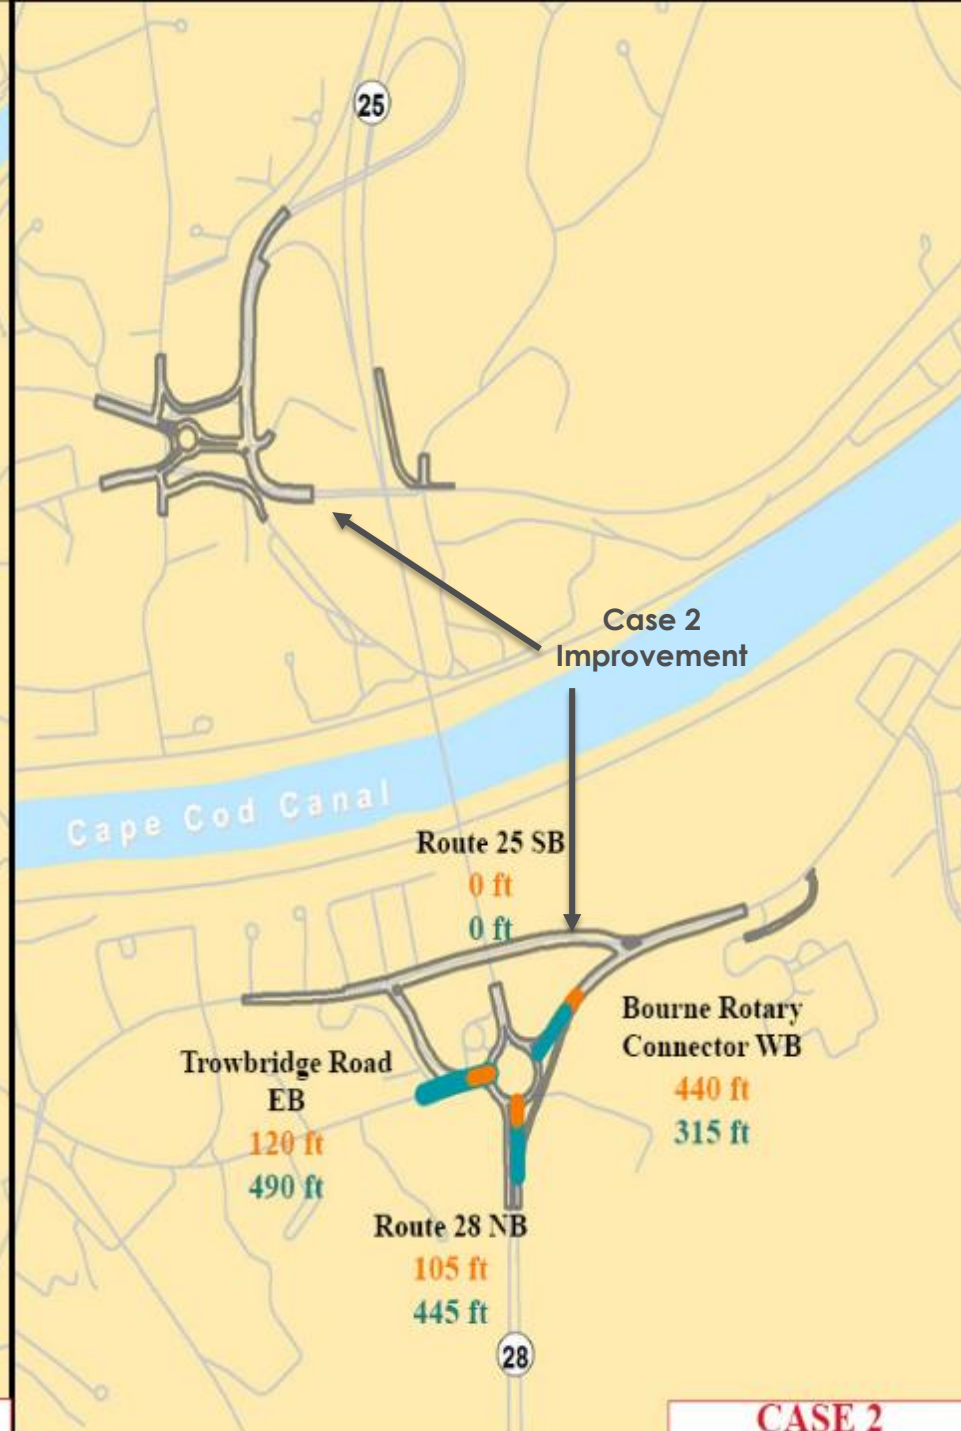 25
Case 2
Improvement
Cape Cod Canal
Route 25 SB
0 ft
0 ft
Bourne Rotary
Connector WB
440 ft
315 ft
Trowbridge Road
EB
120 ft
490 ft
Route 28 NB
105 ft
445 ft
28
CASE 2